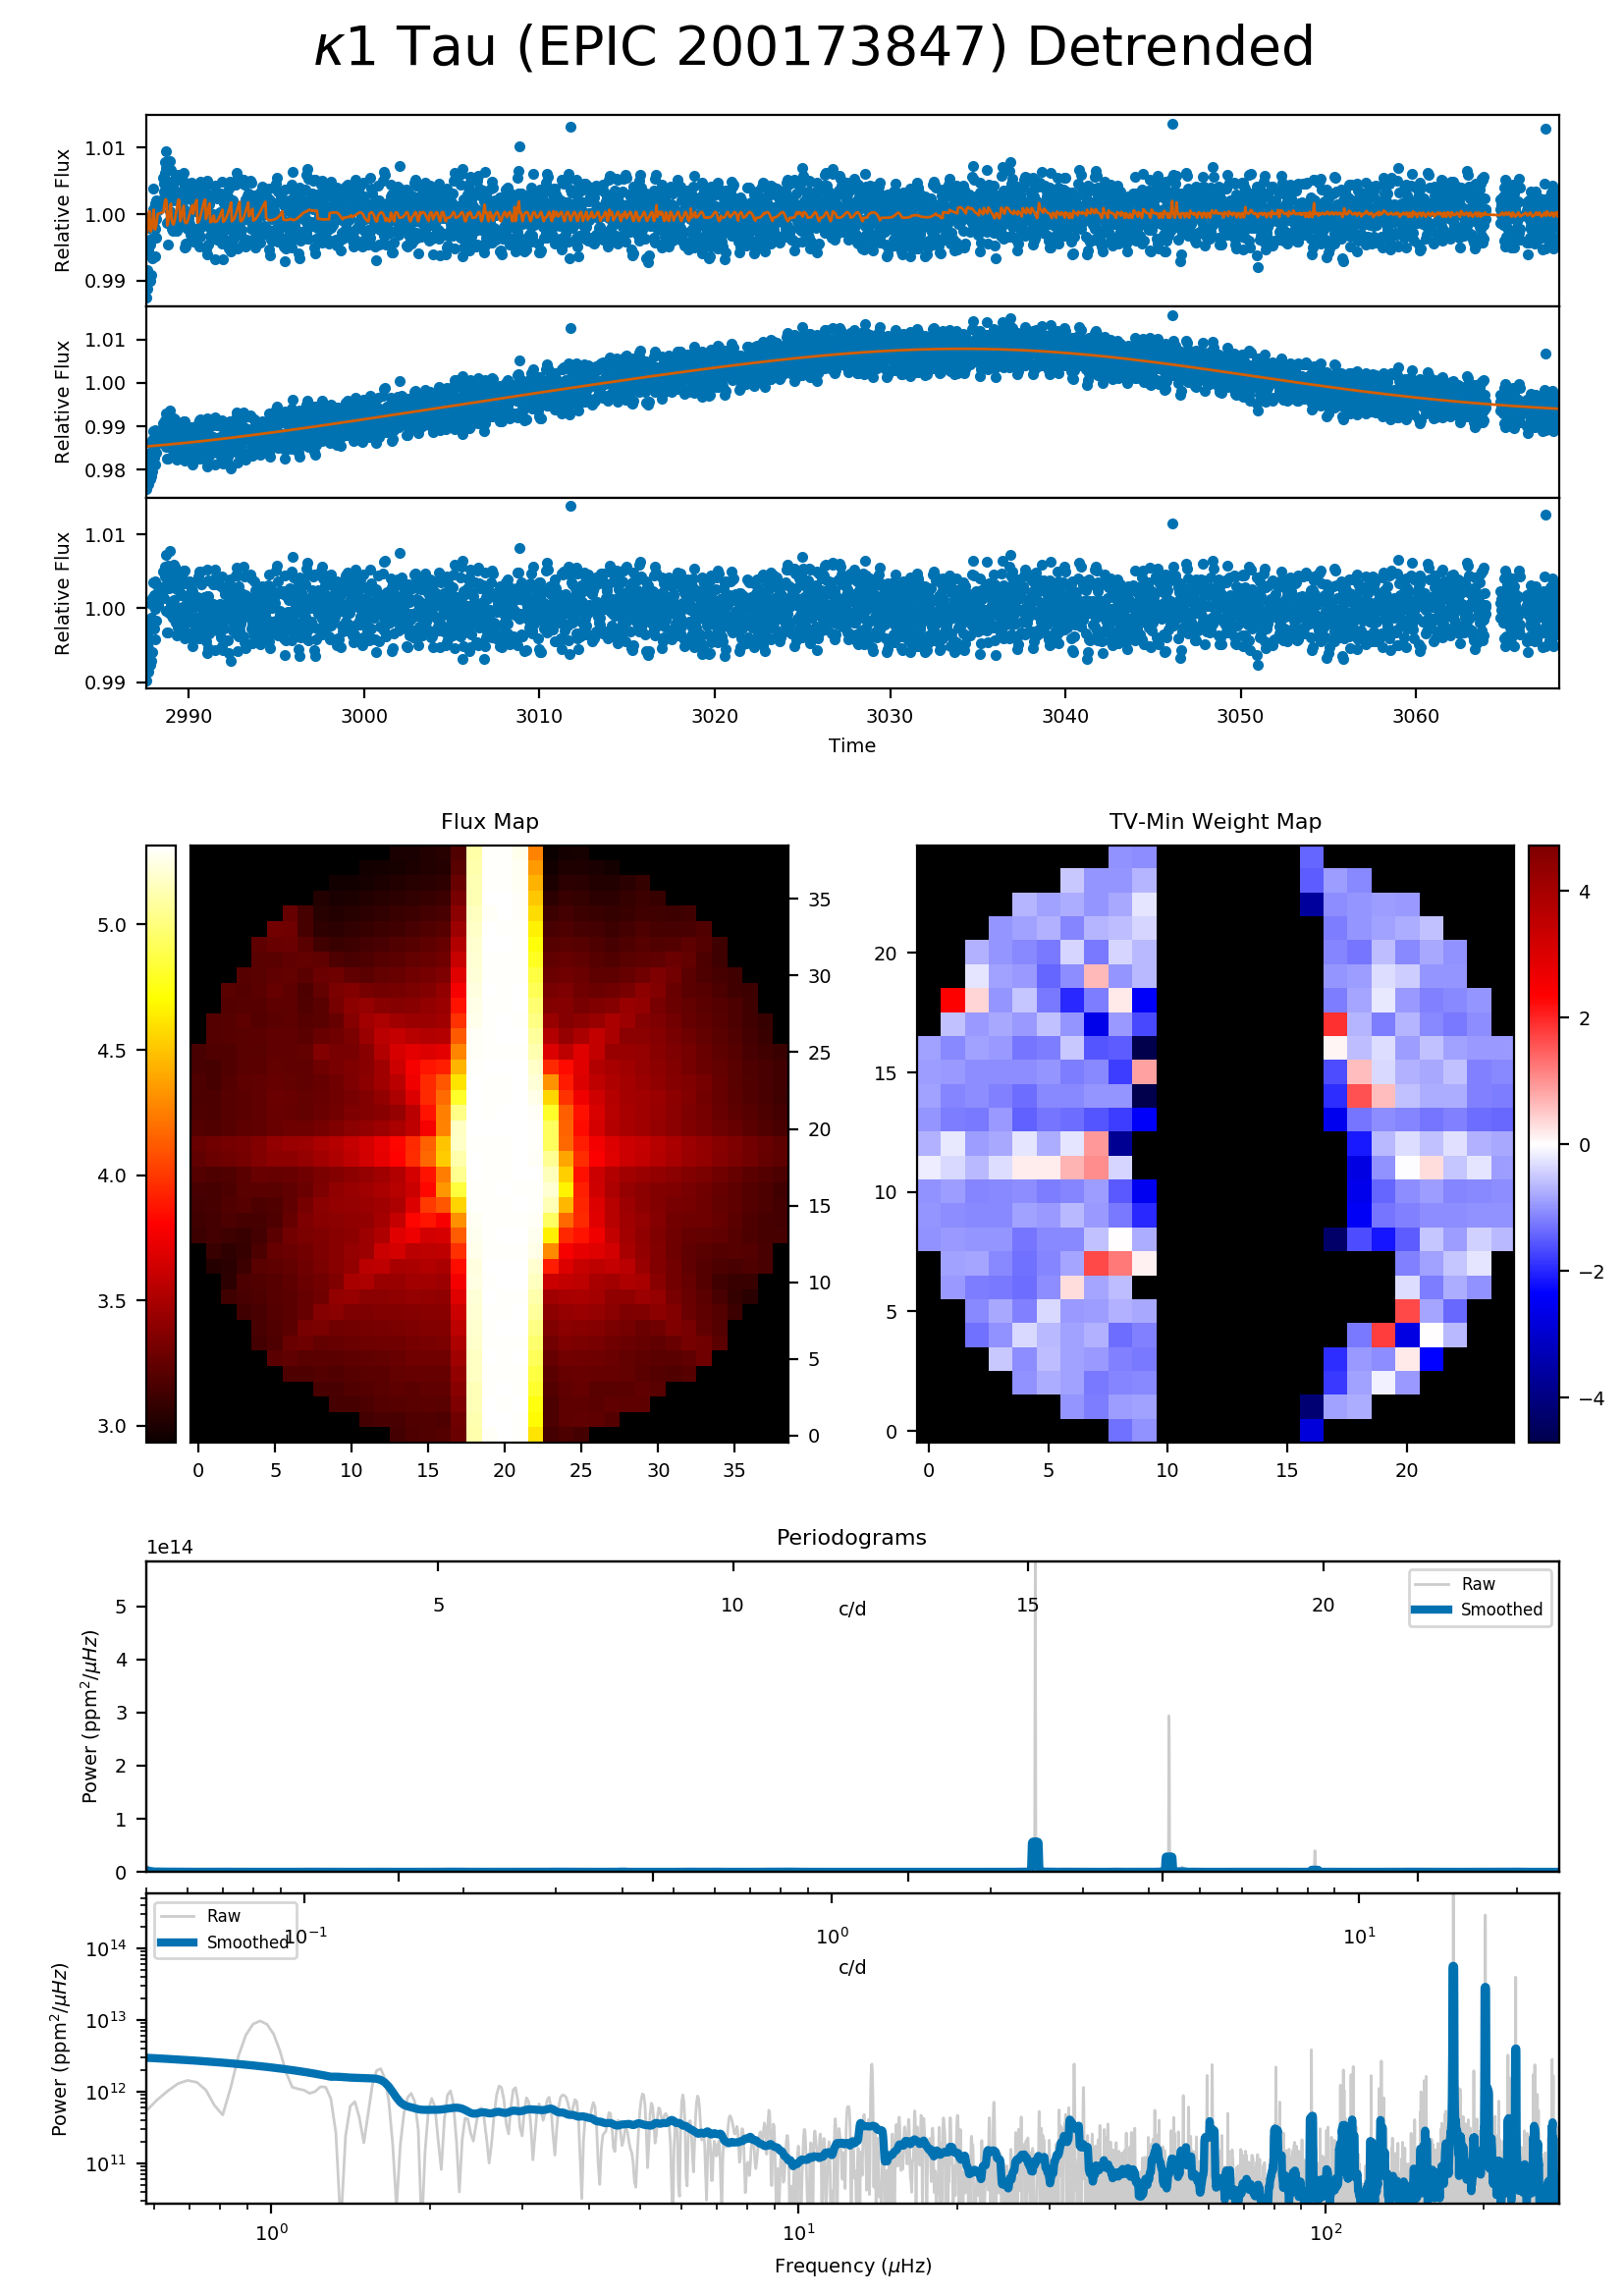 κ1 Tau (EPIC 200173847) Detrended
1.01
1.00
0.99
Relative Flux
1.01
1.00
0.99
0.98
Relative Flux
1.01
1.00
0.99
Relative Flux
2990 3000 3010 3020 3030 3040 3050 3060
Time
Flux Map
5.0
4.5
4.0
3.5
3.0
35
30
25
20
15
10
5
0
0 5 10 15 20 25 30 35
TV-Min Weight Map
20
15
10
5
0
0 5 10 15 20
4
2
0
−2
−4
Periodograms
1e14
5 10 15 20
c/d
Raw
Smoothed
5
4
3
2
1
0
Power (ppm²/μHz)
Raw
Smoothed
10⁻¹ 10⁰ 10¹
c/d
10¹⁴
10¹³
10¹²
10¹¹
Power (ppm²/μHz)
10⁰ 10¹ 10²
Frequency (μHz)